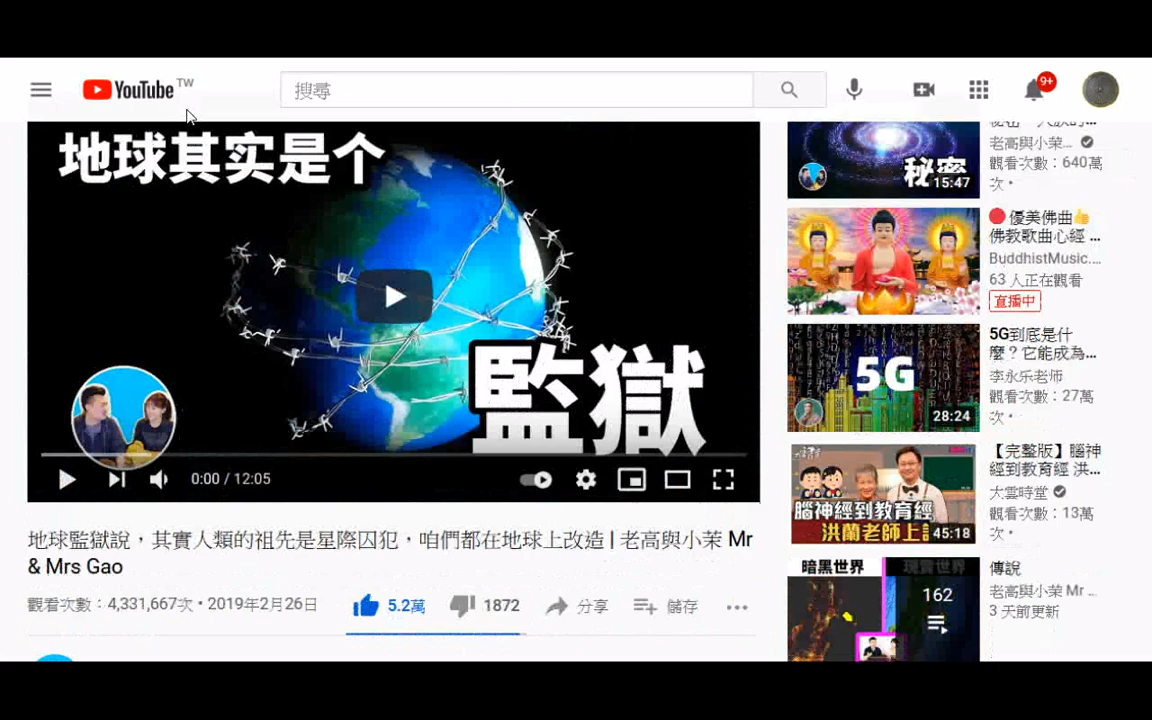 YouTube TW
搜尋
9+
地球其实是个
監獄
0:00 / 12:05
地球監獄說，其實人類的祖先是星際囚犯，咱們都在地球上改造 | 老高與小茉 Mr
& Mrs Gao
觀看次數：4,331,667次 • 2019年2月26日
5.2萬
1872
分享
儲存
秘密
15:47
老高與小茉...
觀看次數：640萬
次 •
優美佛曲
佛教歌曲心經 ...
BuddhistMusic....
63 人正在觀看
直播中
5G
28:24
5G到底是什
麼？它能成為...
李永乐老师
觀看次數：27萬
次 •
腦神經到教育經
洪蘭老師上
45:18
【完整版】腦神
經到教育經 洪...
大雲時堂
觀看次數：13萬
次 •
暗黑世界
現實世界
162
傳說
老高與小茉 Mr ...
3 天前更新